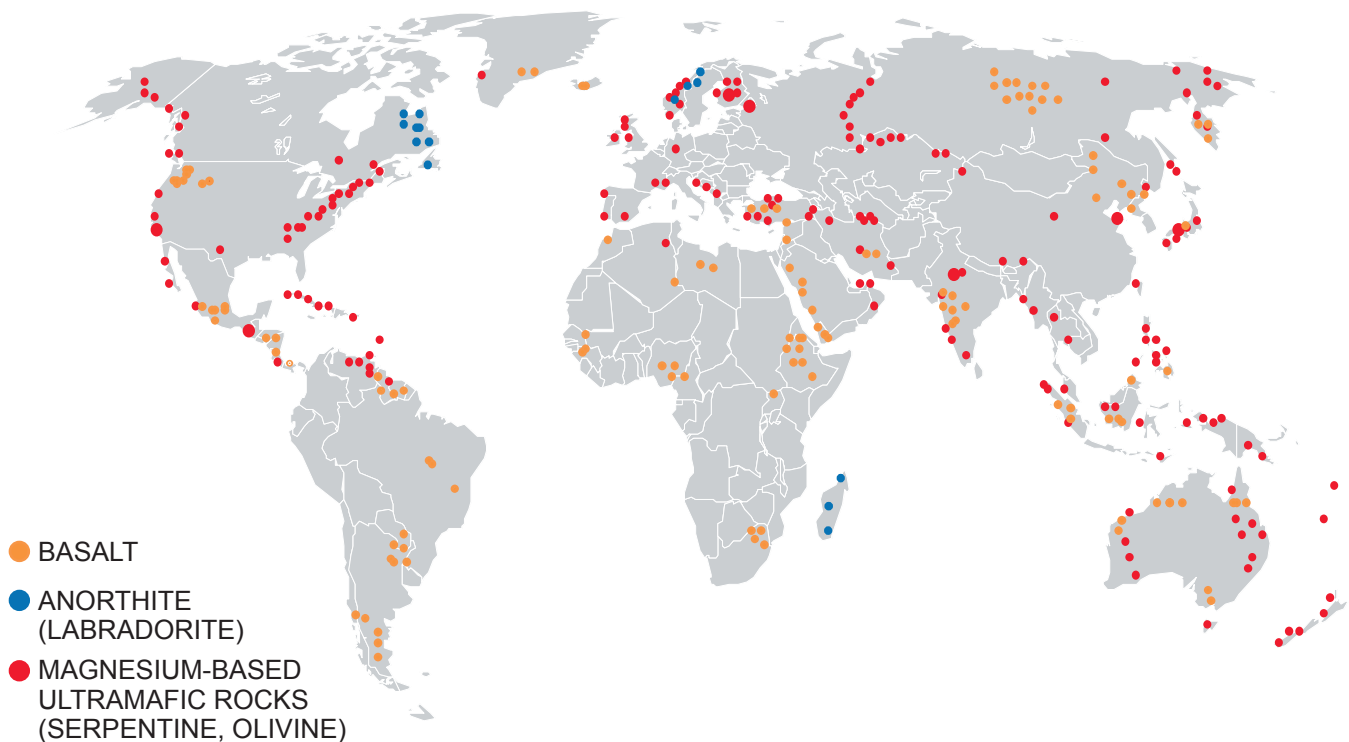 BASALT
ANORTHITE
(LABRADORITE)
MAGNESIUM-BASED
ULTRAMAFIC ROCKS
(SERPENTINE, OLIVINE)